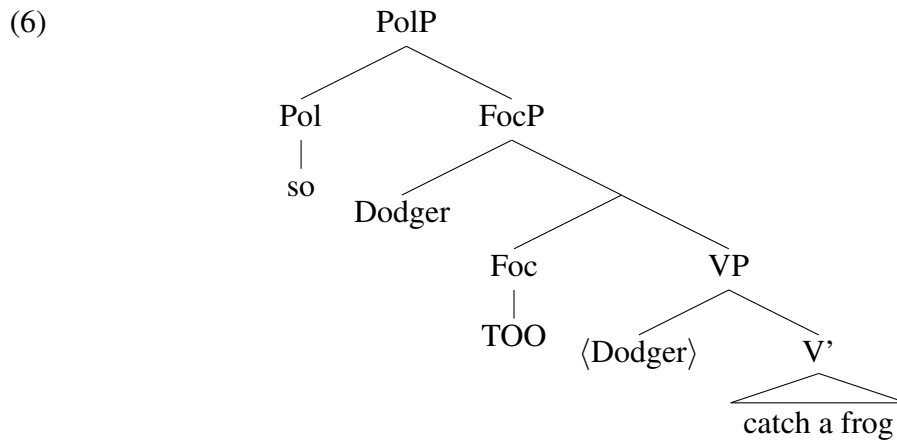 (6) PolP
Pol FocP
so
Dodger
Foc VP
TOO
⟨Dodger⟩ V’
catch a frog